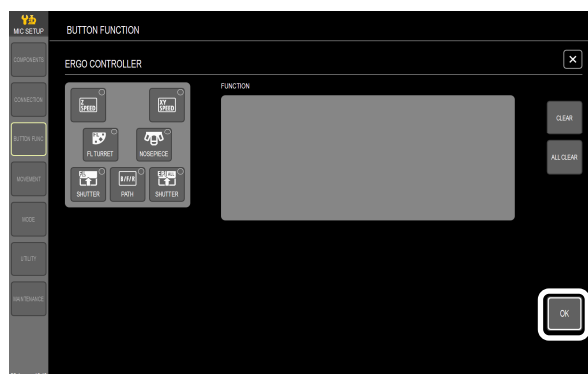 MIC SETUP
BUTTON FUNCTION
COMPONENTS
CONNECTION
BUTTON FUNC
MOVEMENT
MODE
UTILITY
MAINTENANCE
ERGO CONTROLLER
Z SPEED
XY SPEED
FL TURRET
NOSEPIECE
SHUTTER
B/F/R
PATH
SHUTTER
FUNCTION
CLEAR
ALL CLEAR
OK